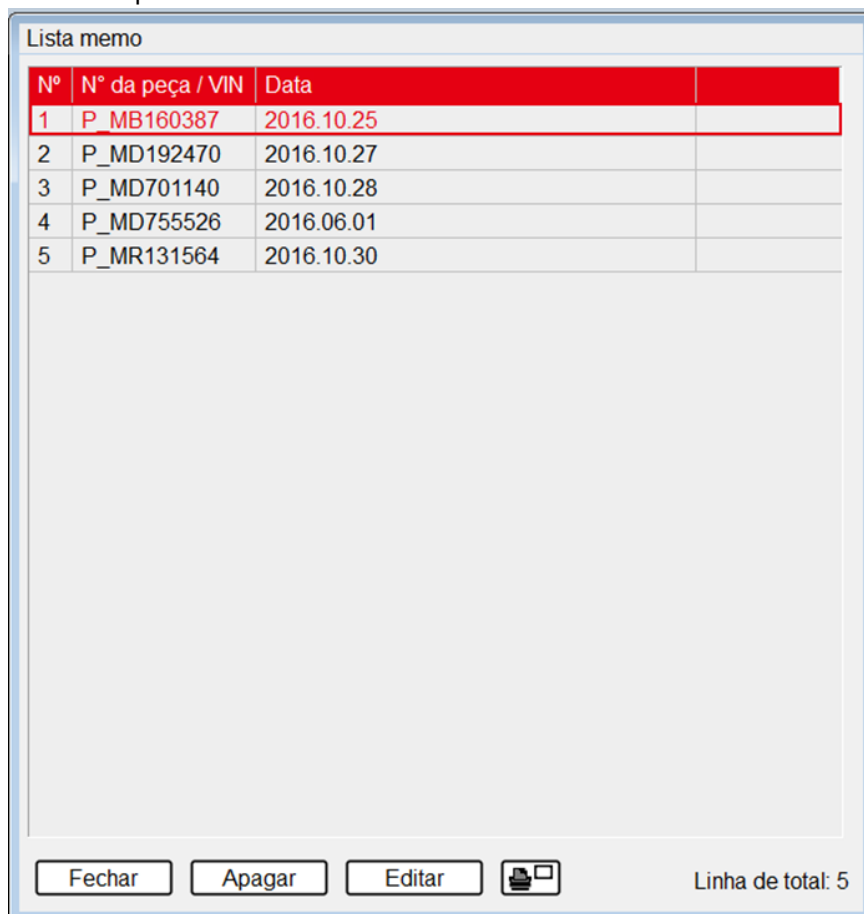 Lista memo
Nº N° da peça / VIN Data
1 P_MB160387 2016.10.25
2 P_MD192470 2016.10.27
3 P_MD701140 2016.10.28
4 P_MD755526 2016.06.01
5 P_MR131564 2016.10.30
Fechar Apagar Editar Linha de total: 5